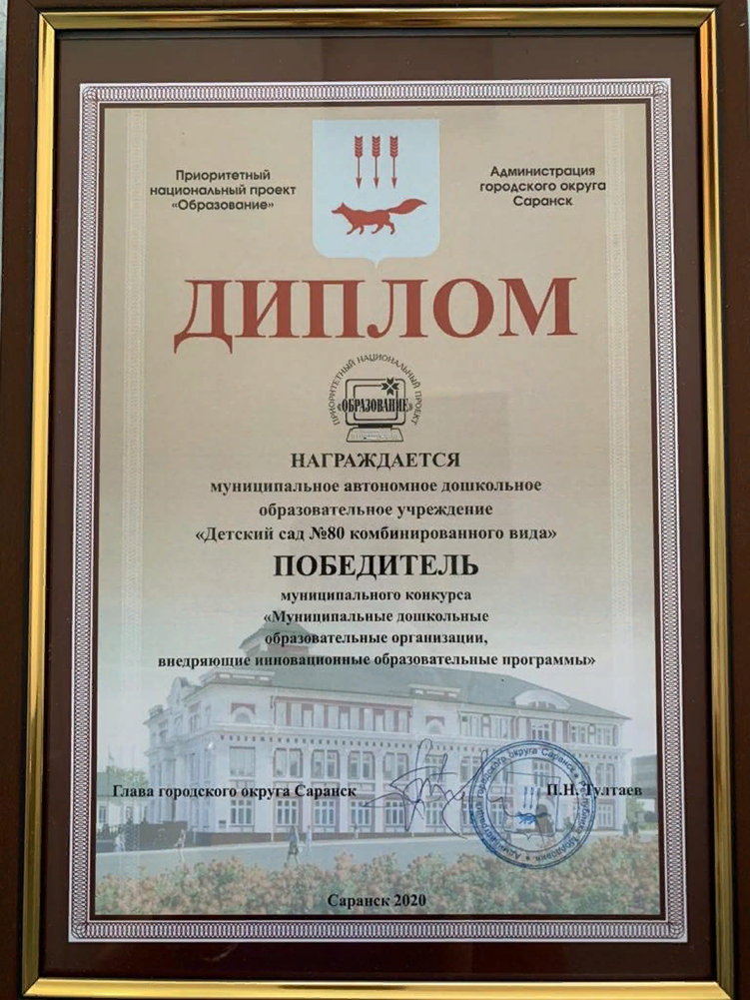 Приоритетный
национальный проект
«Образование»
Администрация
городского округа
Саранск
ДИПЛОМ
ПРИОРИТЕТНЫЙ НАЦИОНАЛЬНЫЙ ПРОЕКТ
«ОБРАЗОВАНИЕ»
НАГРАЖДАЕТСЯ
муниципальное автономное дошкольное
образовательное учреждение
«Детский сад №80 комбинированного вида»
ПОБЕДИТЕЛЬ
муниципального конкурса
«Муниципальные дошкольные
образовательные организации,
внедряющие инновационные образовательные программы»
Глава городского округа Саранск
П.Н. Тултаев
Администрация городского округа Саранск
Саранск 2020